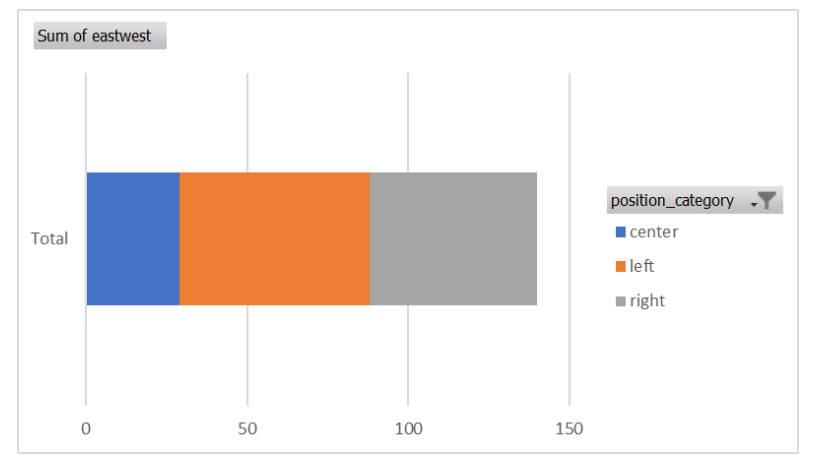 Sum of eastwest
Total
0 50 100 150
position_category
center
left
right